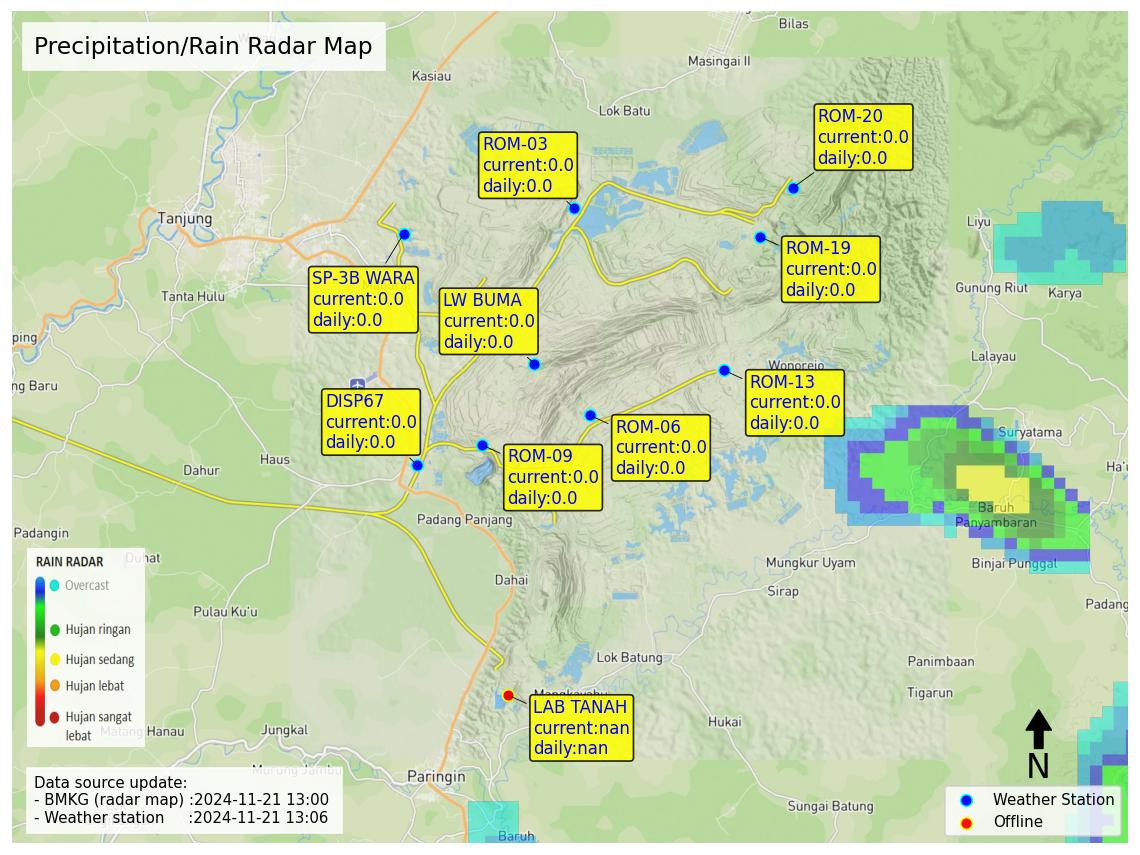 Precipitation/Rain Radar Map
Bilas
Masingai II
Kasiau
Lok Batu
ROM-20
current:0.0
daily:0.0
ROM-03
current:0.0
daily:0.0
Tanjung
Liyu
ROM-19
current:0.0
daily:0.0
SP-3B WARA
current:0.0
daily:0.0
Tanta Hulu
LW BUMA
current:0.0
daily:0.0
Gunung Riut
Karya
ping
Lalayau
Wonorejo
ng Baru
ROM-13
current:0.0
daily:0.0
DISP67
current:0.0
daily:0.0
ROM-06
current:0.0
daily:0.0
Suryatama
Haus
Dahur
ROM-09
current:0.0
daily:0.0
Ha'u
Baruh
Panyambaran
Padang Panjang
Padangin
Duhat
Mungkur Uyam
Binjai Punggal
Dahai
Sirap
Padang
Pulau Ku'u
RAIN RADAR
Overcast
Hujan ringan
Hujan sedang
Hujan lebat
Hujan sangat
lebat
Lok Batung
Panimbaan
Tigarun
Mangkayahu
LAB TANAH
current:nan
daily:nan
Hukai
Matang Hanau
Jungkal
Murung Jambu
Paringin
N
Data source update:
- BMKG (radar map) :2024-11-21 13:00
- Weather station :2024-11-21 13:06
Sungai Batung
Baruh
Weather Station
Offline